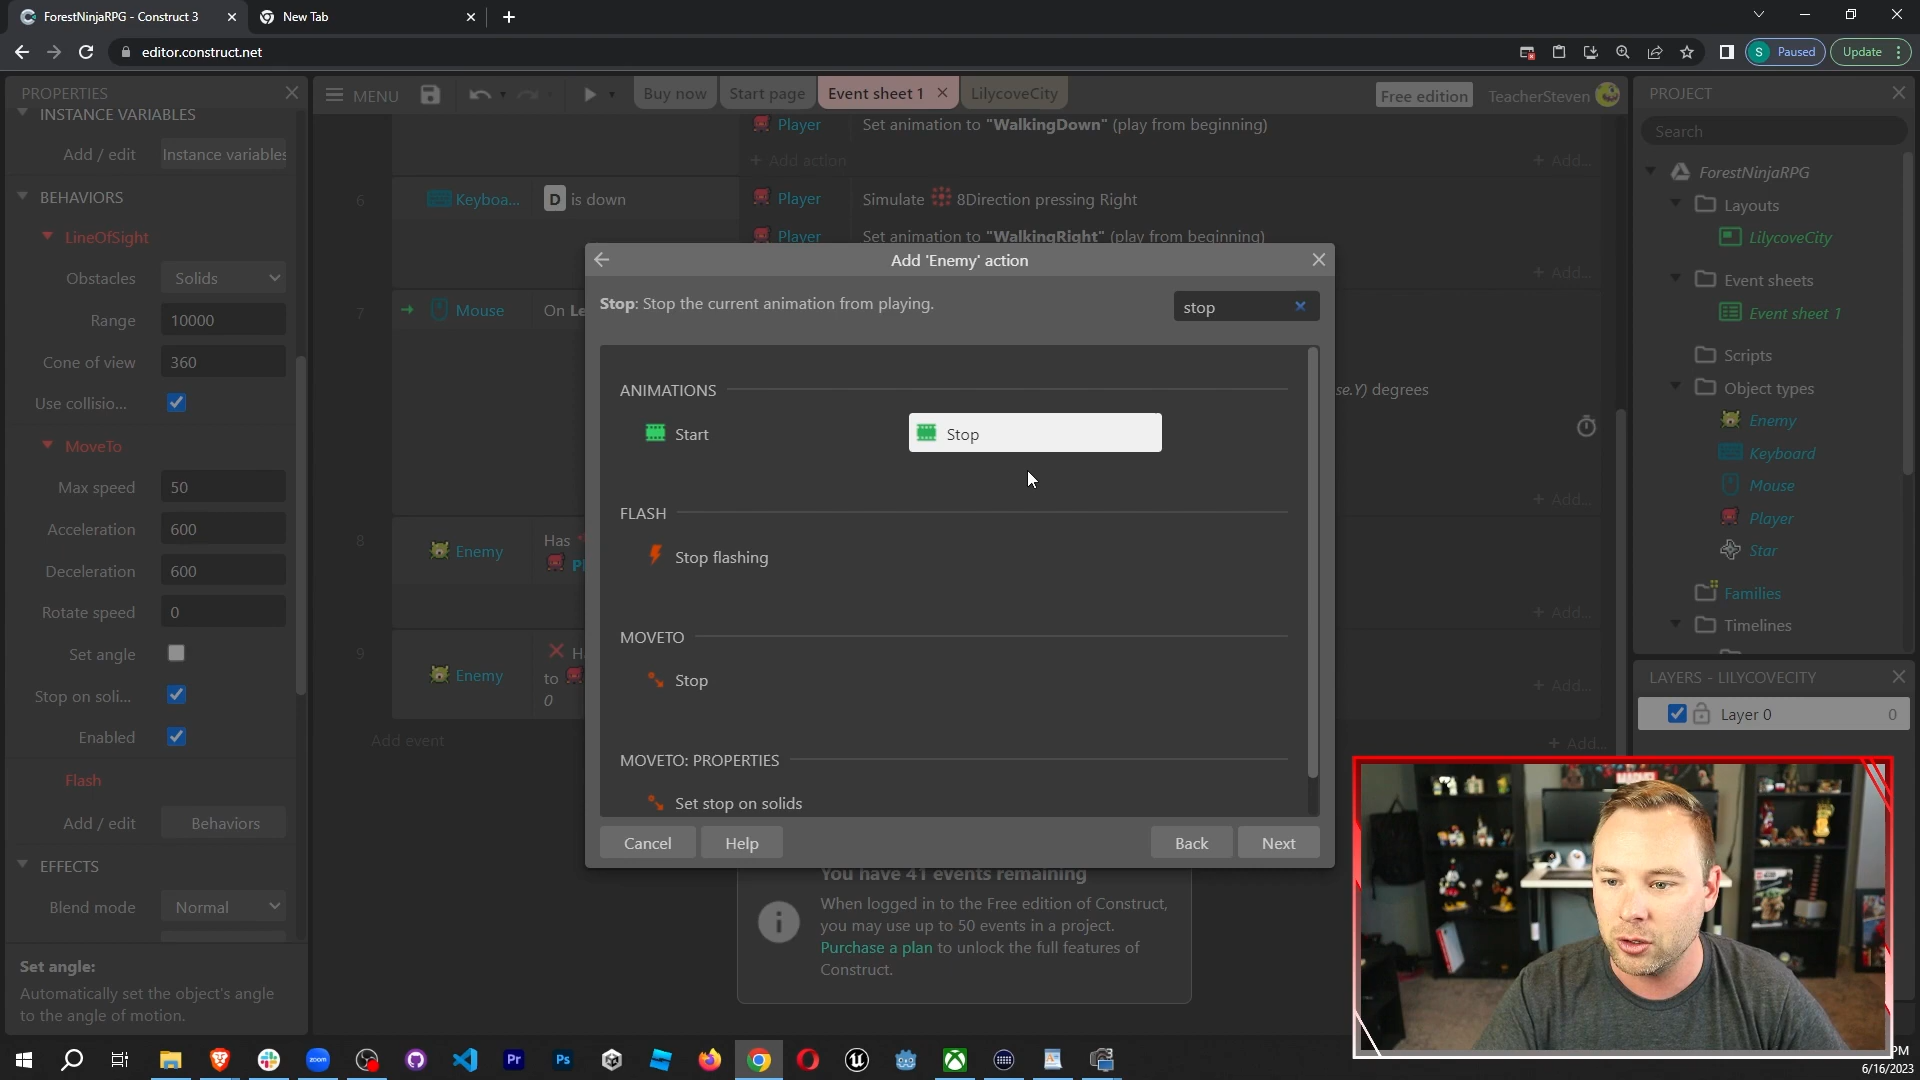 ForestNinjaRPG - Construct 3
New Tab
editor.construct.net
S Paused
Update
PROPERTIES
MENU
Buy now
Start page
Event sheet 1
LilycoveCity
Free edition
TeacherSteven
PROJECT
INSTANCE VARIABLES
Add / edit
Instance variables
BEHAVIORS
LineOfSight
Obstacles
Solids
Range
10000
Cone of view
360
Use collisio...
MoveTo
Max speed
50
Acceleration
600
Deceleration
600
Rotate speed
0
Set angle
Stop on soli...
Enabled
Flash
Add / edit
Behaviors
EFFECTS
Blend mode
Normal
Set angle:
Automatically set the object's angle
to the angle of motion.
Player
Set animation to "WalkingDown" (play from beginning)
+ Add action
+ Add...
6
Keyboa...
D is down
Player
Simulate 8Direction pressing Right
Player
Set animation to "WalkingRight" (play from beginning)
+ Add...
7
Mouse
On Le
se.Y) degrees
+ Add...
8
Enemy
Has
Pl
+ Add...
9
Enemy
Ha
to
0
+ Add...
Add event
+ Add...
Add 'Enemy' action
Stop: Stop the current animation from playing.
stop
ANIMATIONS
Start
Stop
FLASH
Stop flashing
MOVETO
Stop
MOVETO: PROPERTIES
Set stop on solids
Cancel
Help
Back
Next
You have 41 events remaining
When logged in to the Free edition of Construct,
you may use up to 50 events in a project.
Purchase a plan to unlock the full features of
Construct.
Search
ForestNinjaRPG
Layouts
LilycoveCity
Event sheets
Event sheet 1
Scripts
Object types
Enemy
Keyboard
Mouse
Player
Star
Families
Timelines
LAYERS - LILYCOVECITY
Layer 0
0
zoom
Pr
Ps
PM
6/16/2023